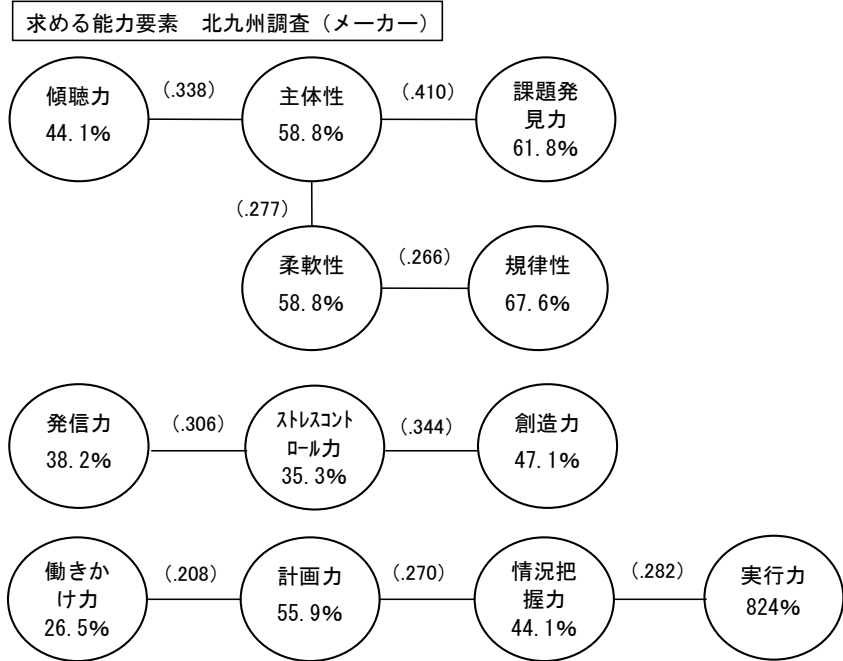 求める能力要素　北九州調査（メーカー）
傾聴力
44.1%
（.338）
主体性
58.8%
（.410）
課題発
見力
61.8%
（.277）
柔軟性
58.8%
（.266）
規律性
67.6%
発信力
38.2%
（.306）
ｽﾄﾚｽｺﾝﾄ
ﾛｰﾙ力
35.3%
（.344）
創造力
47.1%
働きか
け力
26.5%
（.208）
計画力
55.9%
（.270）
情況把
握力
44.1%
（.282）
実行力
824%